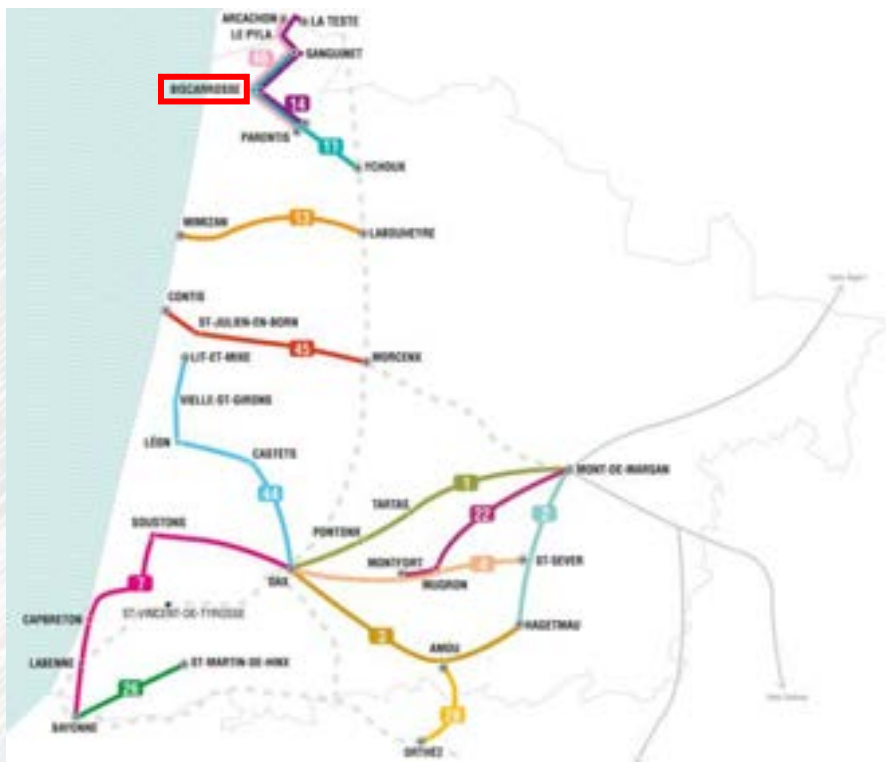 ARCACHON
LA TESTE
LE PYLA
SANGUINET
BISCARROSSE
14
PARENTIS
11
YCHOUX
MIMIZAN
LABOUHEYRE
CONTIS
ST-JULIEN-EN-BORN
45
LIT-ET-MIXE
MORCENX
VIELLE-ST-GIRONS
LÉON
CASTETS
44
MONT-DE-MARSAN
1
TARTAS
22
SOUSTONS
PONTONX
MONTFORT
ST-SEVER
DAX
MUGRON
7
ST-VINCENT-DE-TYROSSE
CAPBRETON
HAGETMAU
AMOU
LABENNE
ST-MARTIN-DE-HINX
26
BAYONNE
ORTHEZ